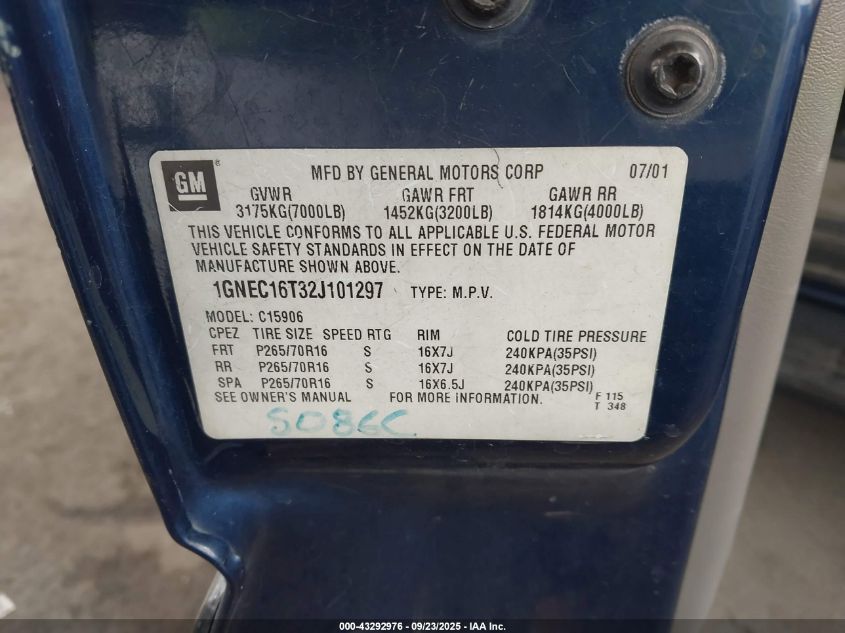 GM ® MFD BY GENERAL MOTORS CORP 07/01
GVWR GAWR FRT GAWR RR
3175KG(7000LB) 1452KG(3200LB) 1814KG(4000LB)
THIS VEHICLE CONFORMS TO ALL APPLICABLE U.S. FEDERAL MOTOR
VEHICLE SAFETY STANDARDS IN EFFECT ON THE DATE OF
MANUFACTURE SHOWN ABOVE.
1GNEC16T32J101297 TYPE: M.P.V.
MODEL: C15906
CPEZ TIRE SIZE SPEED RTG RIM COLD TIRE PRESSURE
FRT P265/70R16 S 16X7J 240KPA(35PSI)
RR P265/70R16 S 16X7J 240KPA(35PSI)
SPA P265/70R16 S 16X6.5J 240KPA(35PSI)
SEE OWNER'S MANUAL FOR MORE INFORMATION. F 115
T 348
S086C
000-43292976 - 09/23/2025 - IAA Inc.